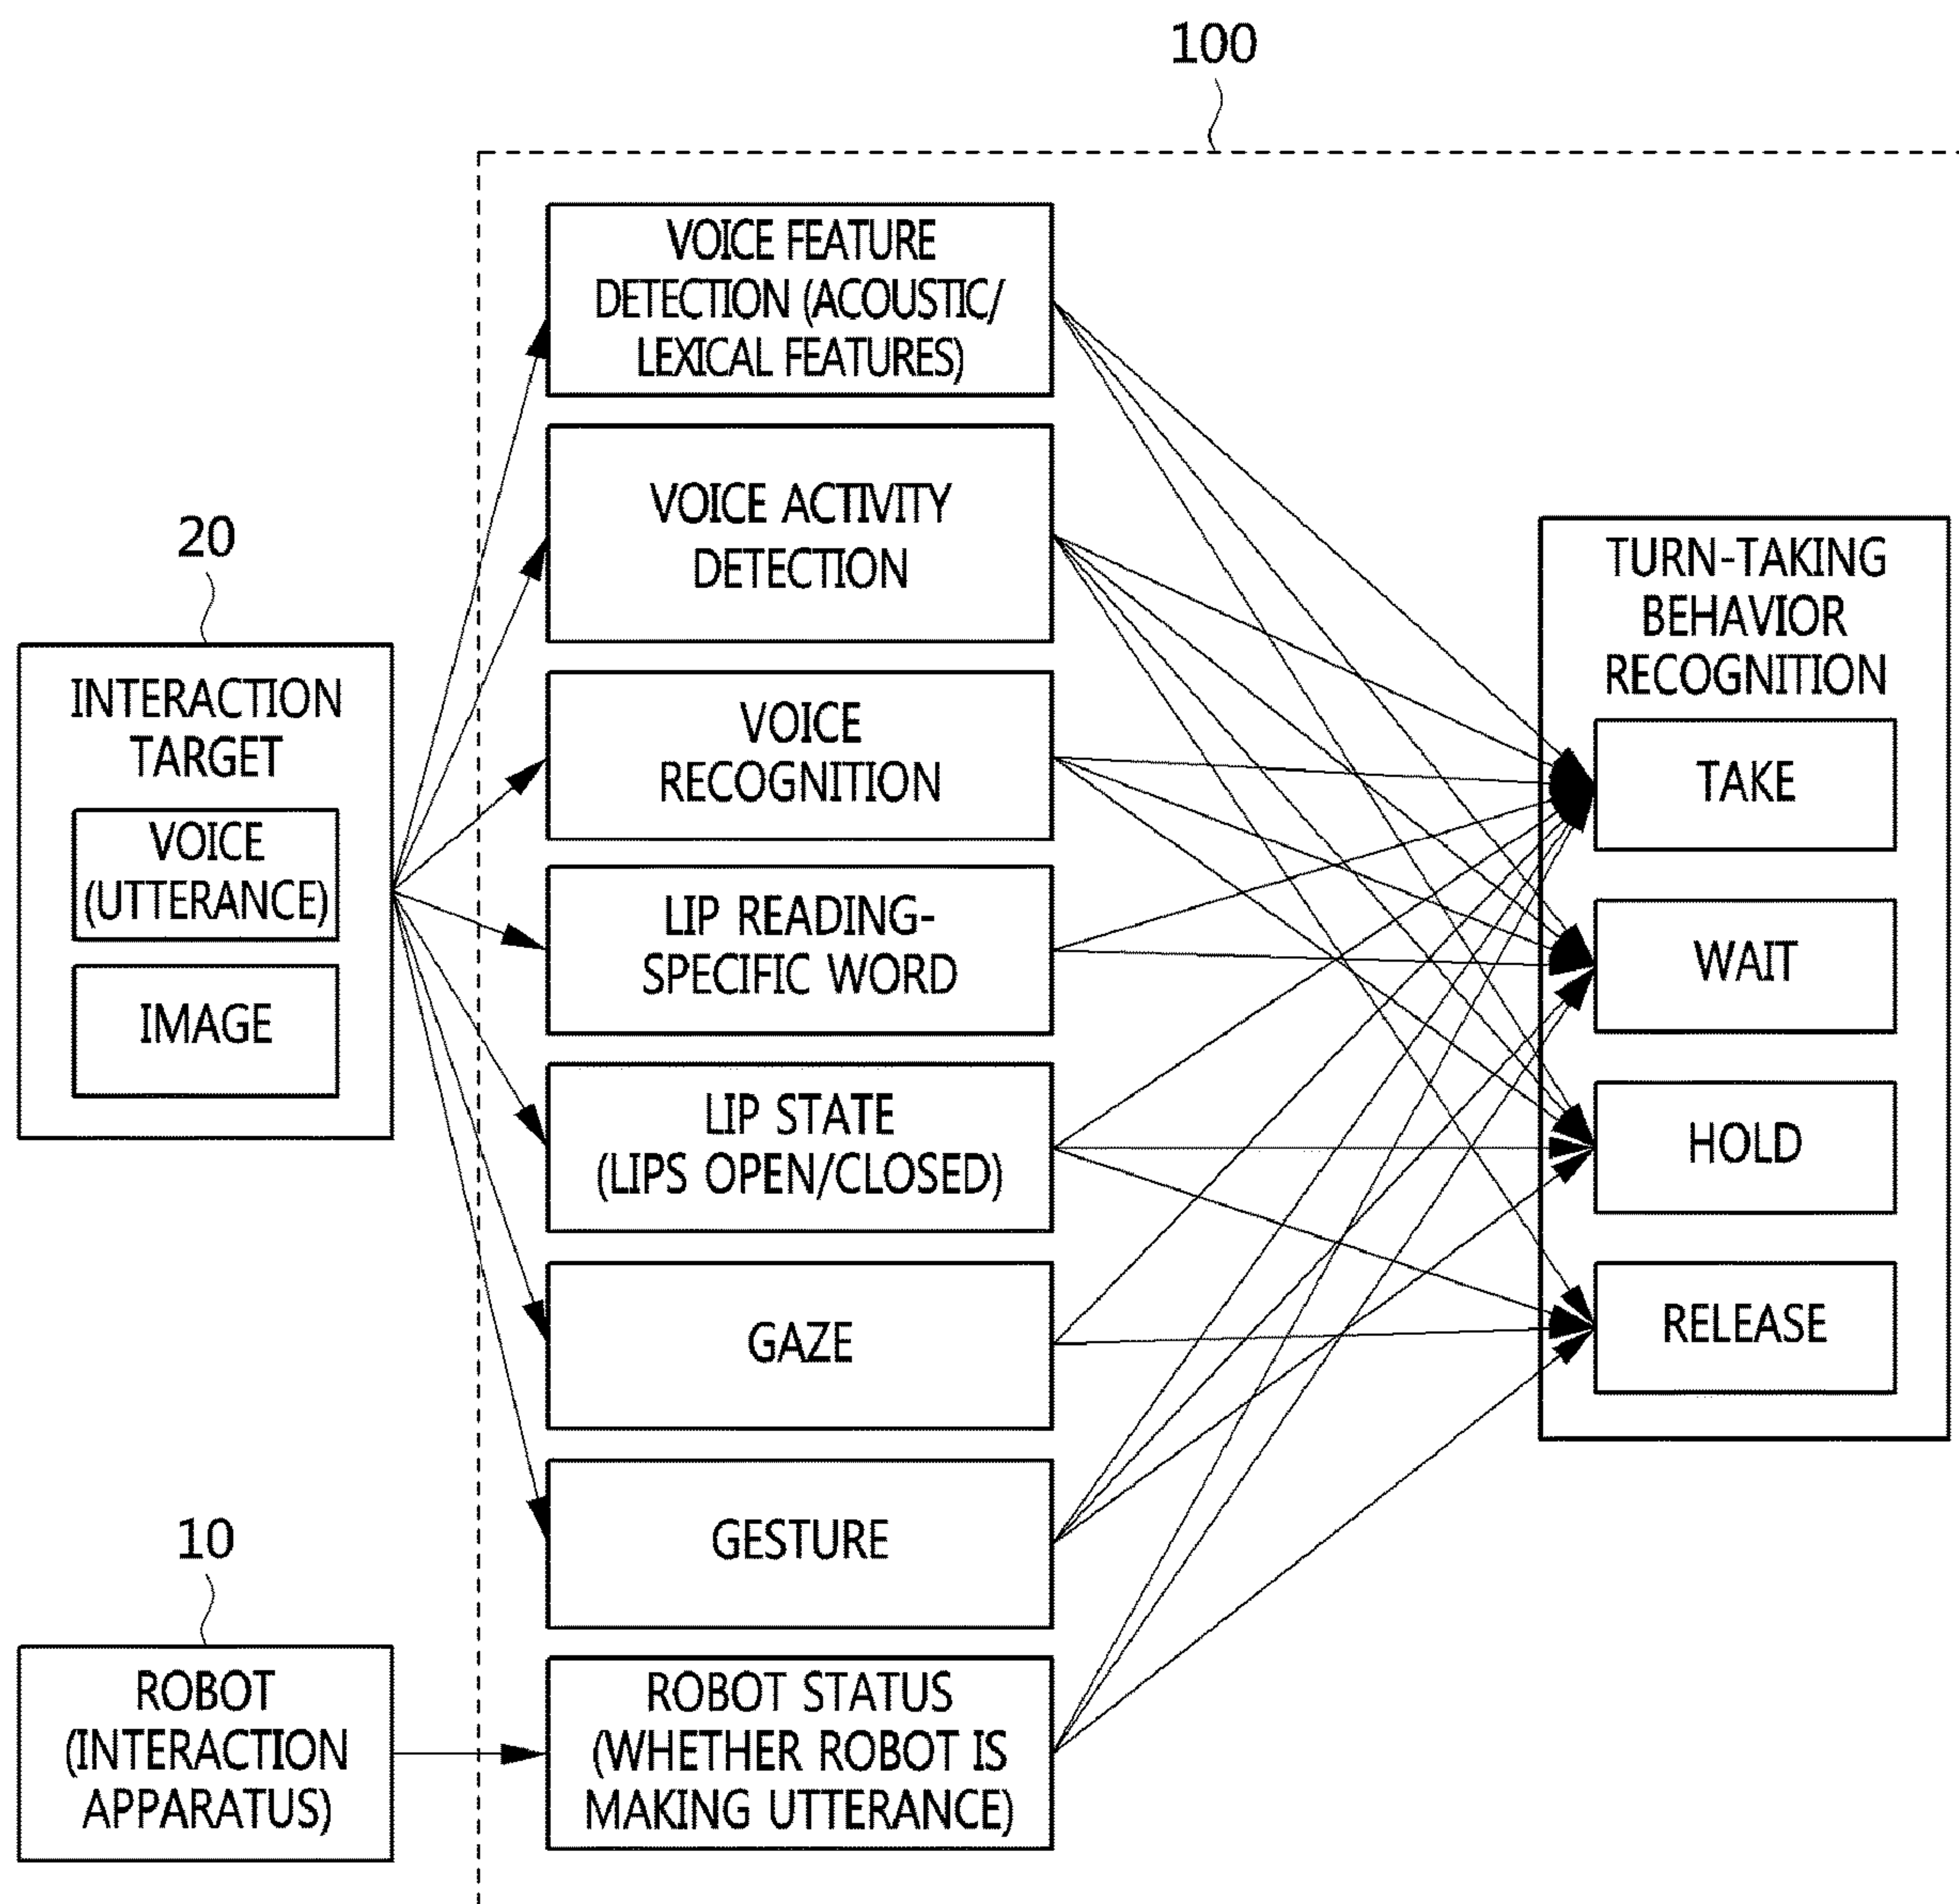 100
VOICE FEATURE
DETECTION (ACOUSTIC/
LEXICAL FEATURES)
VOICE ACTIVITY
DETECTION
VOICE
RECOGNITION
LIP READING-
SPECIFIC WORD
LIP STATE
(LIPS OPEN/CLOSED)
GAZE
GESTURE
ROBOT STATUS
(WHETHER ROBOT IS
MAKING UTTERANCE)
20
INTERACTION
TARGET
VOICE
(UTTERANCE)
IMAGE
10
ROBOT
(INTERACTION
APPARATUS)
TURN-TAKING
BEHAVIOR
RECOGNITION
TAKE
WAIT
HOLD
RELEASE